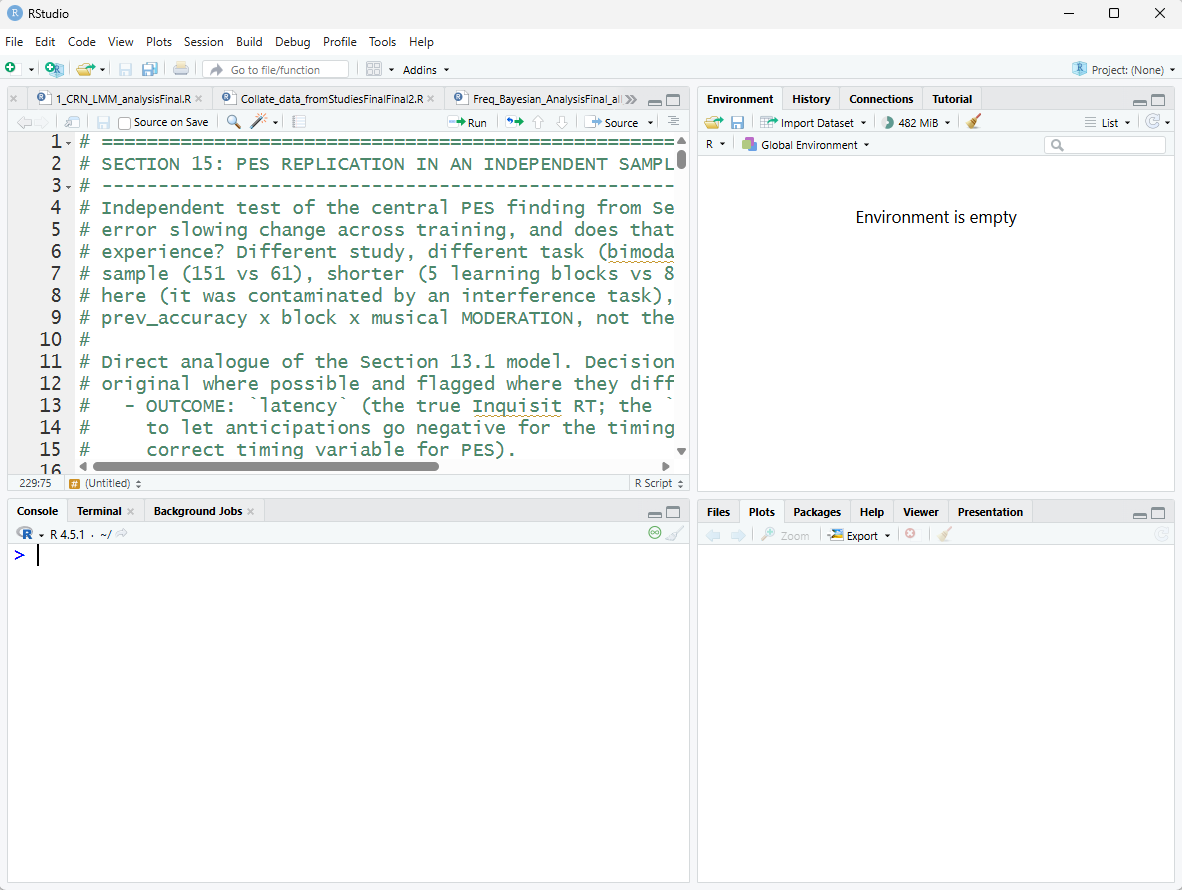 RStudio
File Edit Code View Plots Session Build Debug Profile Tools Help
Go to file/function Addins Project: (None)
1_CRN_LMM_analysisFinal.R Collate_data_fromStudiesFinalFinal2.R Freq_Bayesian_AnalysisFinal_al
Source on Save Run Source
1 # ===================================================
2 # SECTION 15: PES REPLICATION IN AN INDEPENDENT SAMPL
3 # ---------------------------------------------------
4 # Independent test of the central PES finding from Se
5 # error slowing change across training, and does that
6 # experience? Different study, different task (bimoda
7 # sample (151 vs 61), shorter (5 learning blocks vs 8
8 # here (it was contaminated by an interference task),
9 # prev_accuracy x block x musical MODERATION, not the
10 #
11 # Direct analogue of the Section 13.1 model. Decision
12 # original where possible and flagged where they diff
13 #   - OUTCOME: `latency` (the true Inquisit RT; the `
14 #     to let anticipations go negative for the timing
15 #     correct timing variable for PES).
16
229:75 # (Untitled) R Script
Console Terminal Background Jobs
R R 4.5.1 · ~/
>
Environment History Connections Tutorial
Import Dataset 482 MiB List
R Global Environment
Environment is empty
Files Plots Packages Help Viewer Presentation
Zoom Export